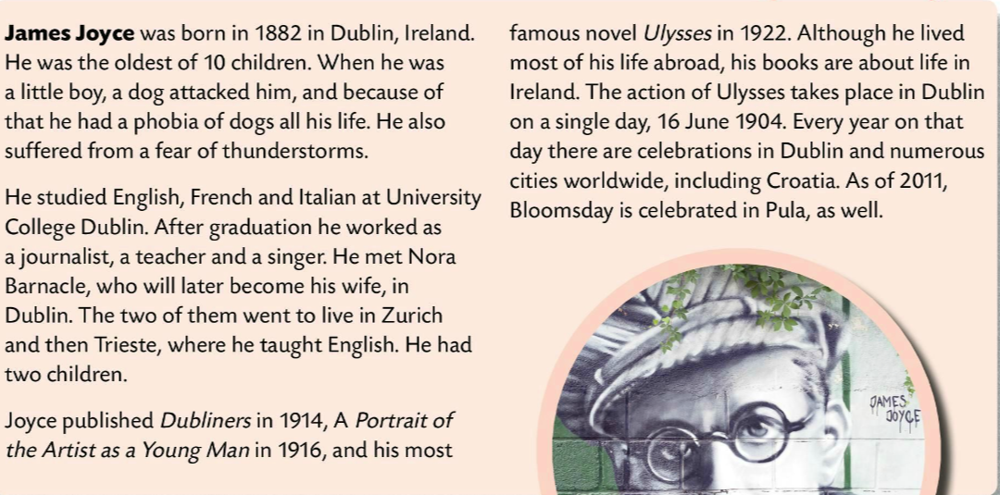 James Joyce was born in 1882 in Dublin, Ireland.
He was the oldest of 10 children. When he was
a little boy, a dog attacked him, and because of
that he had a phobia of dogs all his life. He also
suffered from a fear of thunderstorms.
He studied English, French and Italian at University
College Dublin. After graduation he worked as
a journalist, a teacher and a singer. He met Nora
Barnacle, who will later become his wife, in
Dublin. The two of them went to live in Zurich
and then Trieste, where he taught English. He had
two children.
Joyce published Dubliners in 1914, A Portrait of
the Artist as a Young Man in 1916, and his most
famous novel Ulysses in 1922. Although he lived
most of his life abroad, his books are about life in
Ireland. The action of Ulysses takes place in Dublin
on a single day, 16 June 1904. Every year on that
day there are celebrations in Dublin and numerous
cities worldwide, including Croatia. As of 2011,
Bloomsday is celebrated in Pula, as well.
JAMES
JOYCE